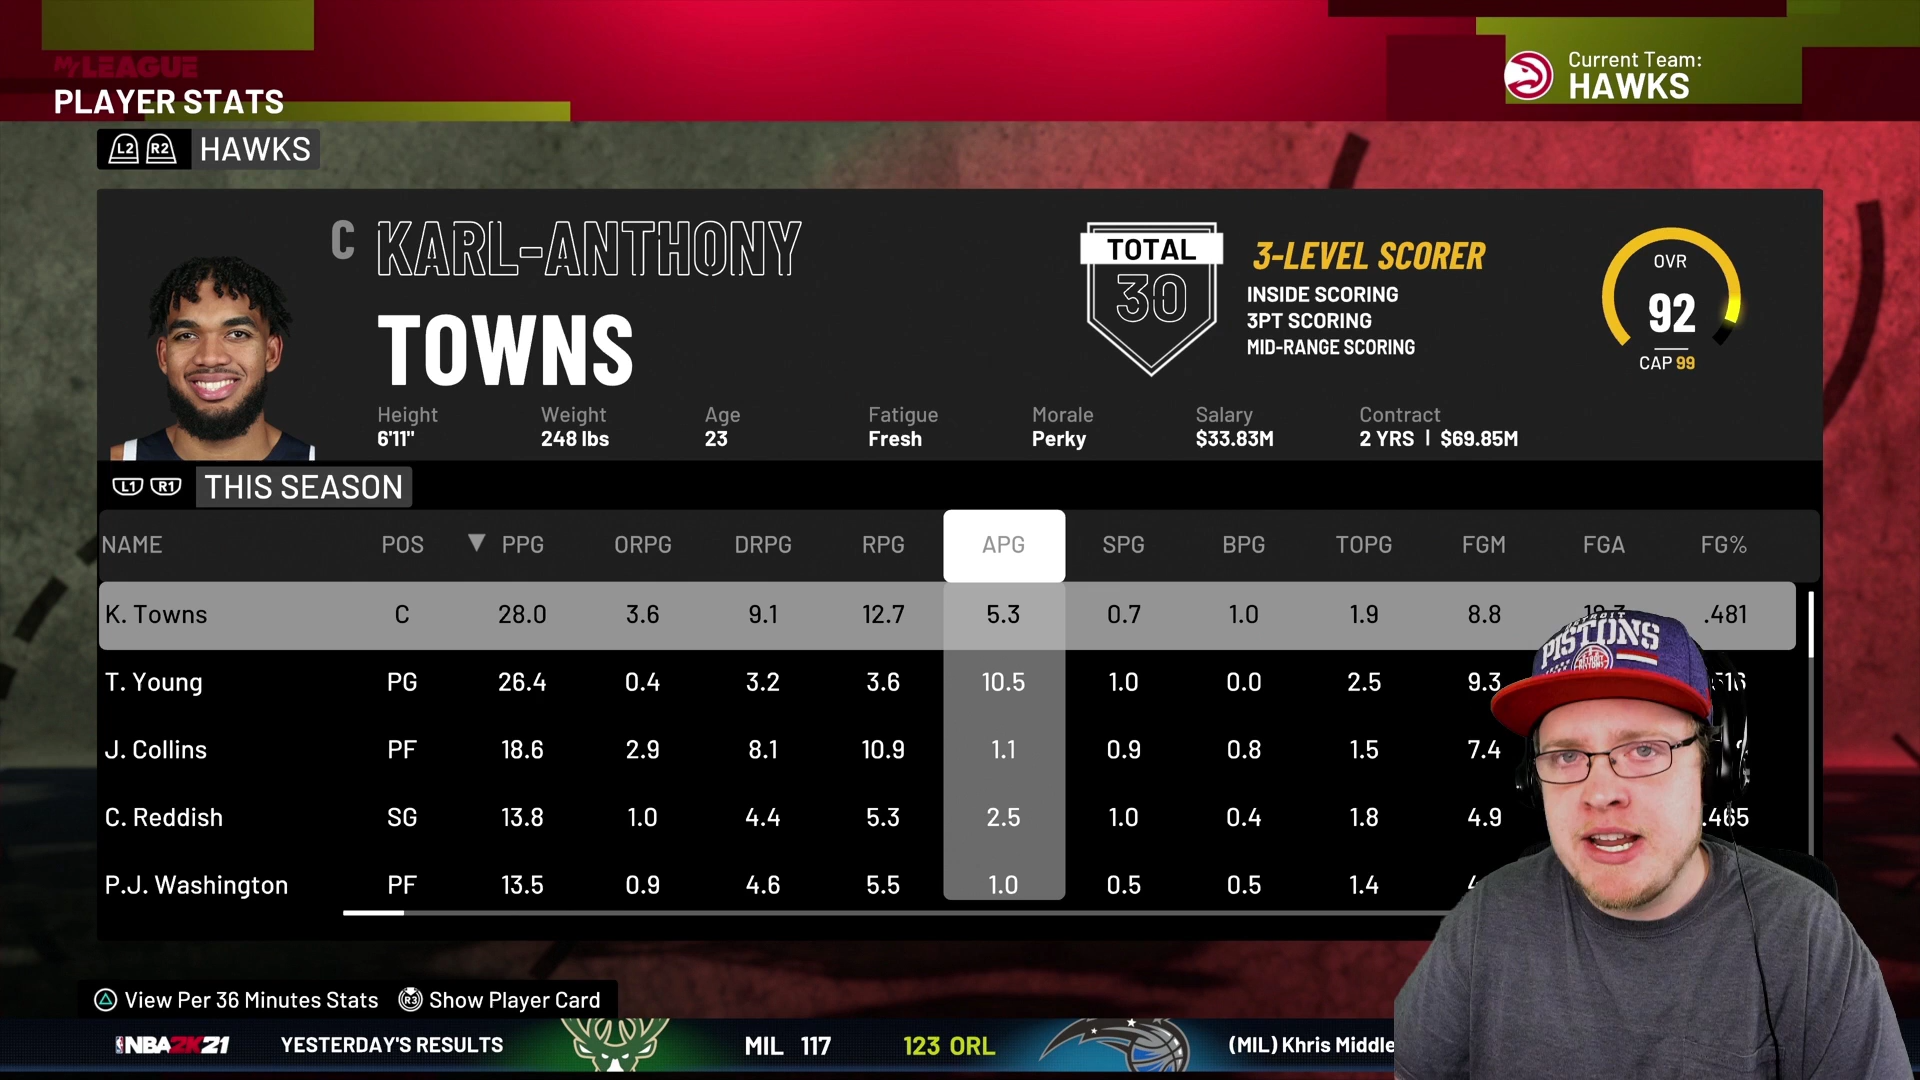 MyLEAGUE
PLAYER STATS
Current Team:
HAWKS
L2 R2 HAWKS
C KARL-ANTHONY
TOWNS
TOTAL
30
3-LEVEL SCORER
INSIDE SCORING
3PT SCORING
MID-RANGE SCORING
OVR
92
CAP 99
Height Weight Age Fatigue Morale Salary Contract
6'11" 248 lbs 23 Fresh Perky $33.83M 2 YRS | $69.85M
L1 R1 THIS SEASON
NAME POS ▼ PPG ORPG DRPG RPG APG SPG BPG TOPG FGM FGA FG%
K. Towns C 28.0 3.6 9.1 12.7 5.3 0.7 1.0 1.9 8.8 .481
T. Young PG 26.4 0.4 3.2 3.6 10.5 1.0 0.0 2.5 9.3
J. Collins PF 18.6 2.9 8.1 10.9 1.1 0.9 0.8 1.5 7.4
C. Reddish SG 13.8 1.0 4.4 5.3 2.5 1.0 0.4 1.8 4.9 .465
P.J. Washington PF 13.5 0.9 4.6 5.5 1.0 0.5 0.5 1.4
DETROIT
PISTONS
View Per 36 Minutes Stats R3 Show Player Card
NBA2K21 YESTERDAY'S RESULTS MIL 117 123 ORL (MIL) Khris Middle